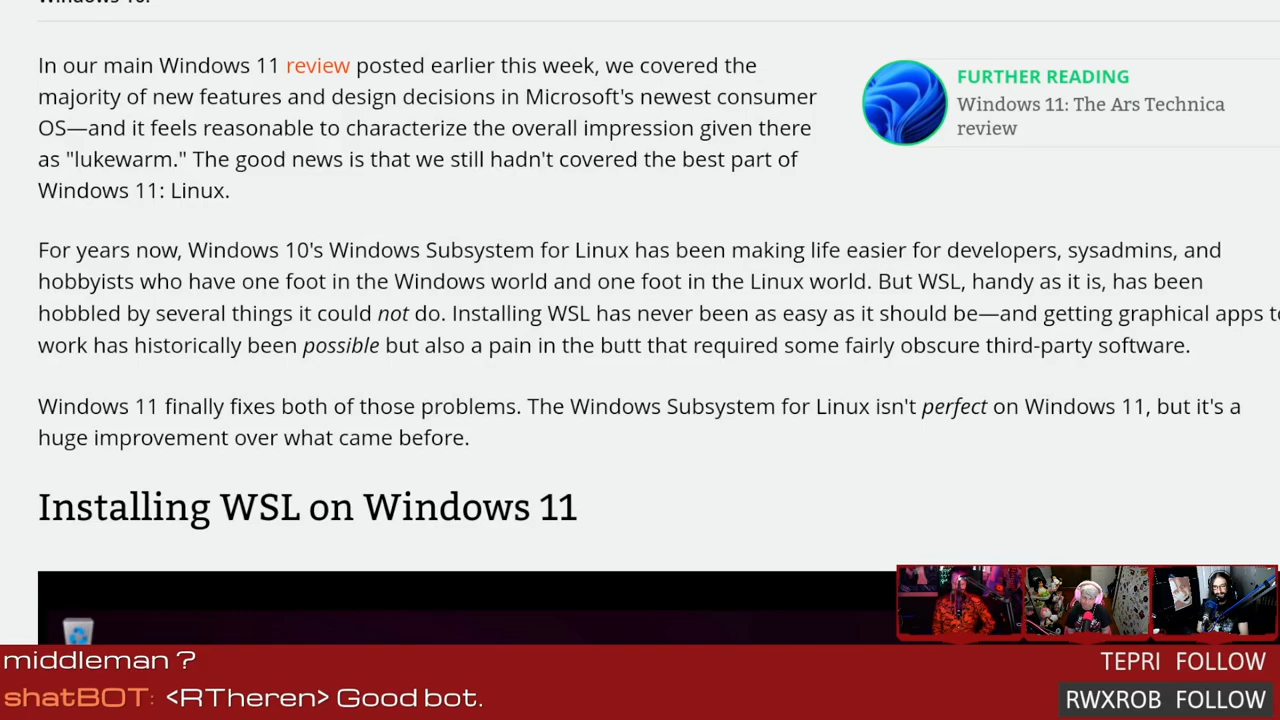 In our main Windows 11 review posted earlier this week, we covered the
majority of new features and design decisions in Microsoft's newest consumer
OS—and it feels reasonable to characterize the overall impression given there
as "lukewarm." The good news is that we still hadn't covered the best part of
Windows 11: Linux.
FURTHER READING
Windows 11: The Ars Technica
review
For years now, Windows 10's Windows Subsystem for Linux has been making life easier for developers, sysadmins, and
hobbyists who have one foot in the Windows world and one foot in the Linux world. But WSL, handy as it is, has been
hobbled by several things it could not do. Installing WSL has never been as easy as it should be—and getting graphical apps
work has historically been possible but also a pain in the butt that required some fairly obscure third-party software.
Windows 11 finally fixes both of those problems. The Windows Subsystem for Linux isn't perfect on Windows 11, but it's a
huge improvement over what came before.
Installing WSL on Windows 11
middleman ?
shatBOT: <RTheren> Good bot.
TEPRI FOLLOW
RWXROB FOLLOW